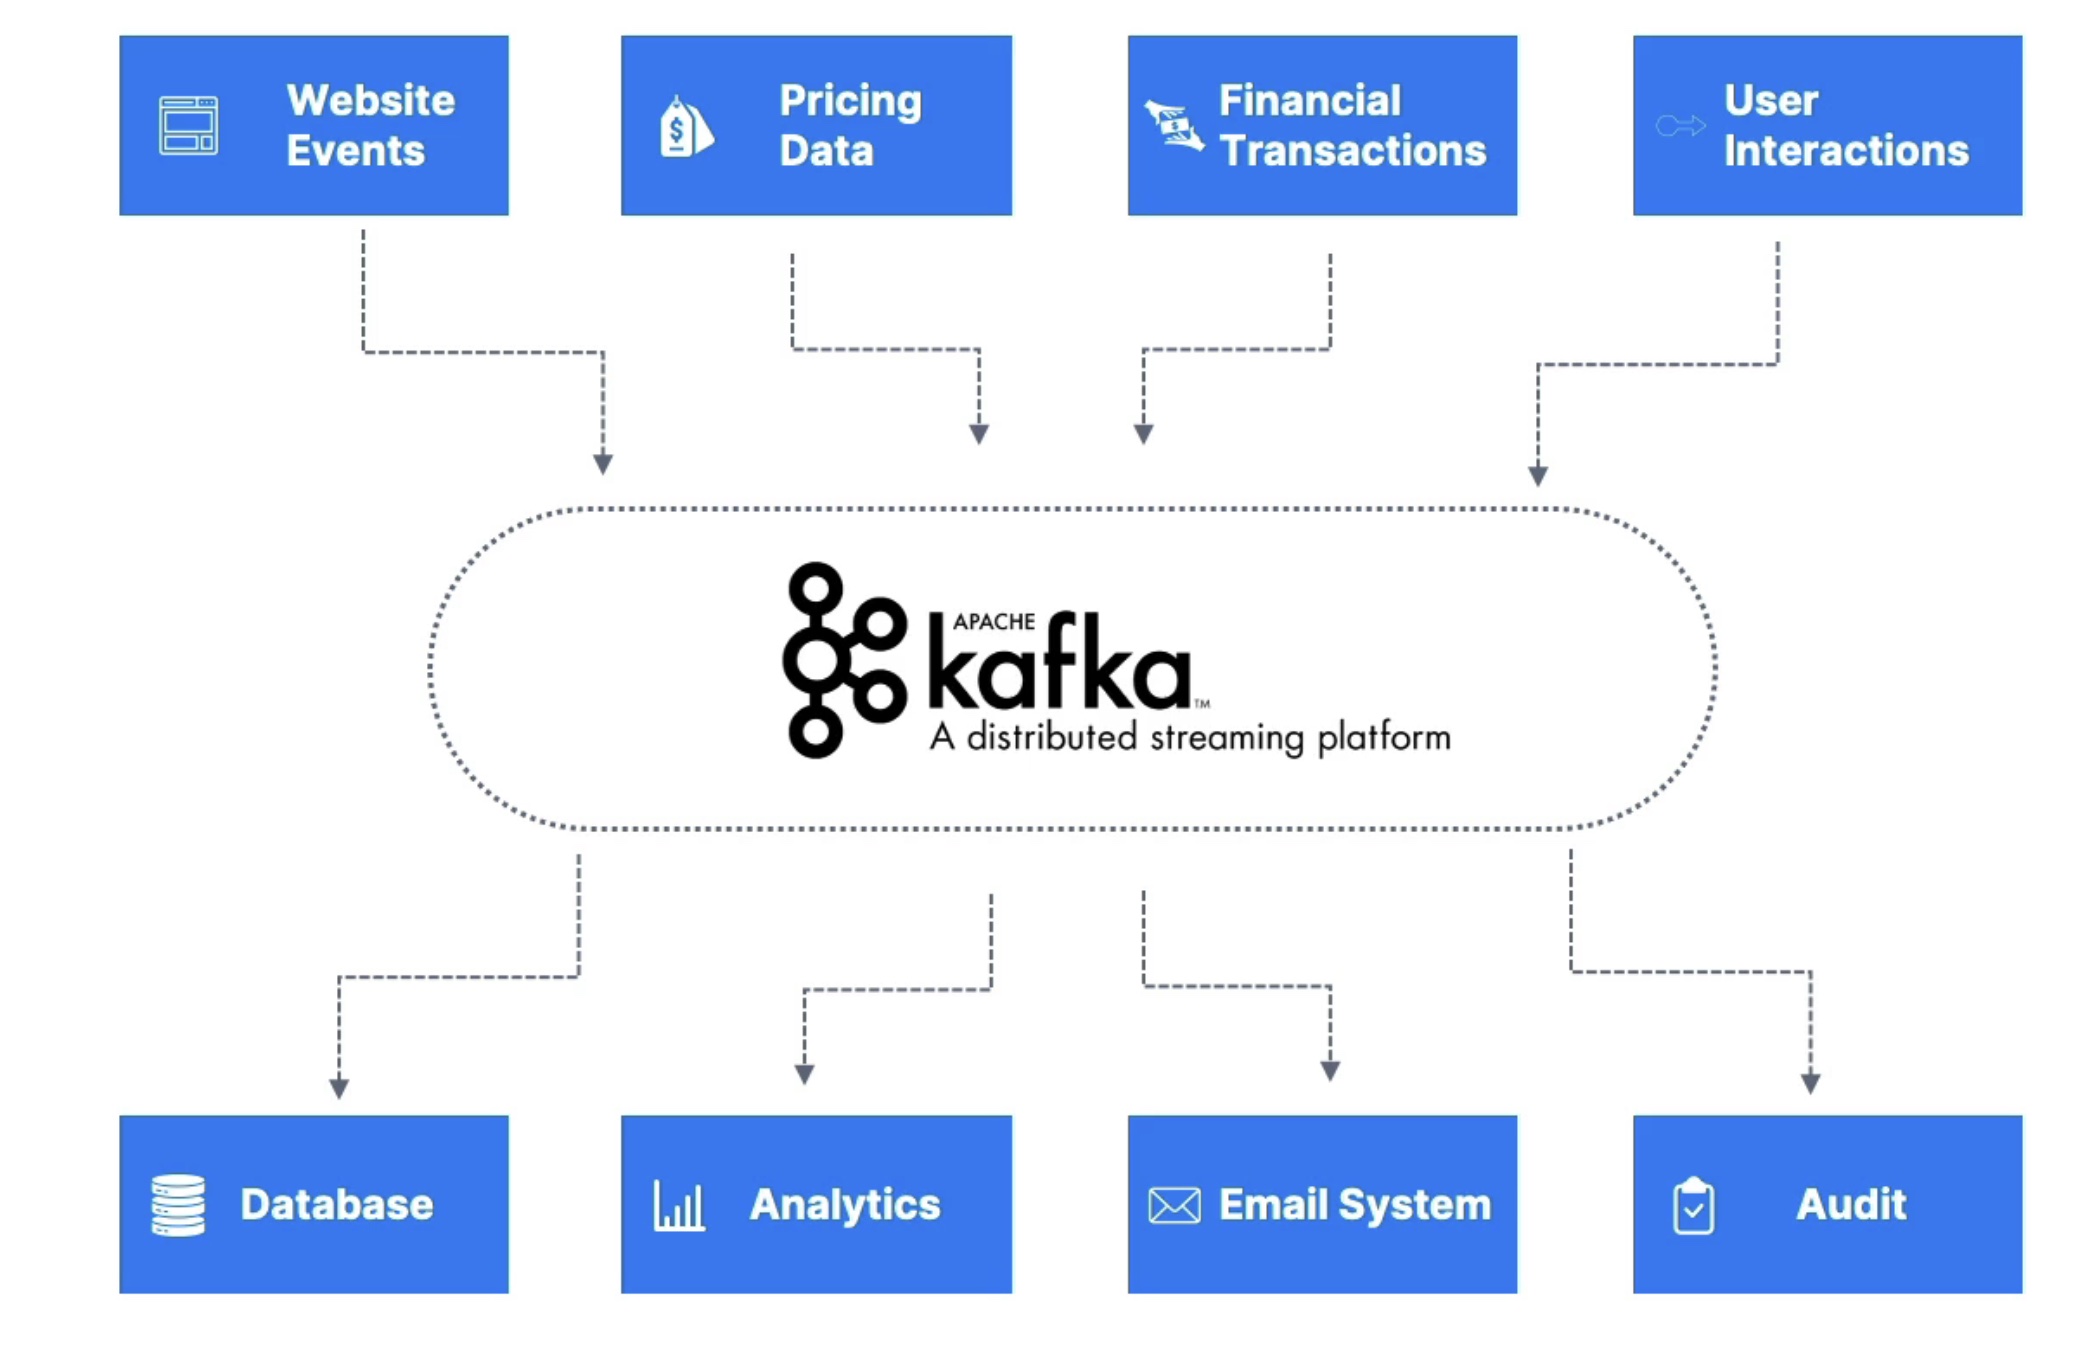 Website
Events
Pricing
Data
Financial
Transactions
User
Interactions
$
$
APACHE
kafka™
A distributed streaming platform
Database
Analytics
Email System
Audit